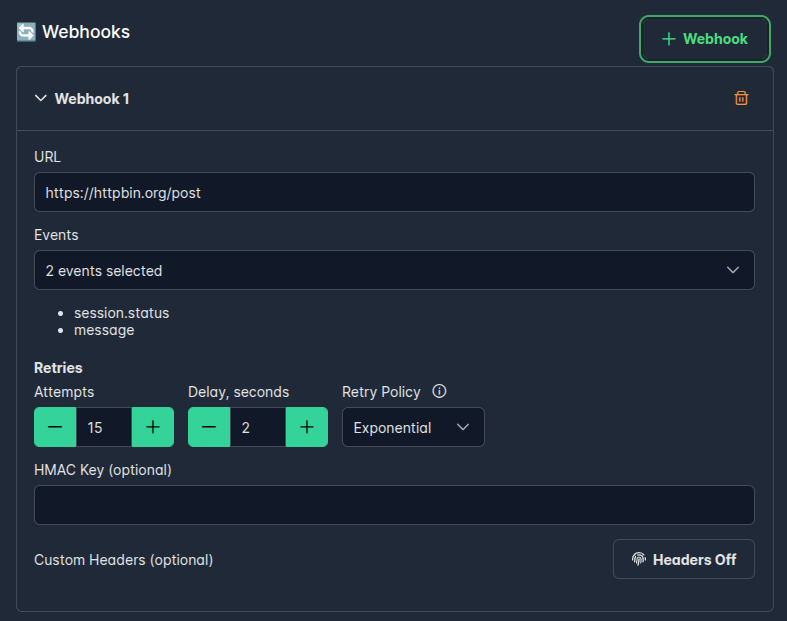 Webhooks
+ Webhook
Webhook 1
URL
https://httpbin.org/post
Events
2 events selected
• session.status
• message
Retries
Attempts Delay, seconds Retry Policy
− 15 + − 2 + Exponential
HMAC Key (optional)
Custom Headers (optional) Headers Off